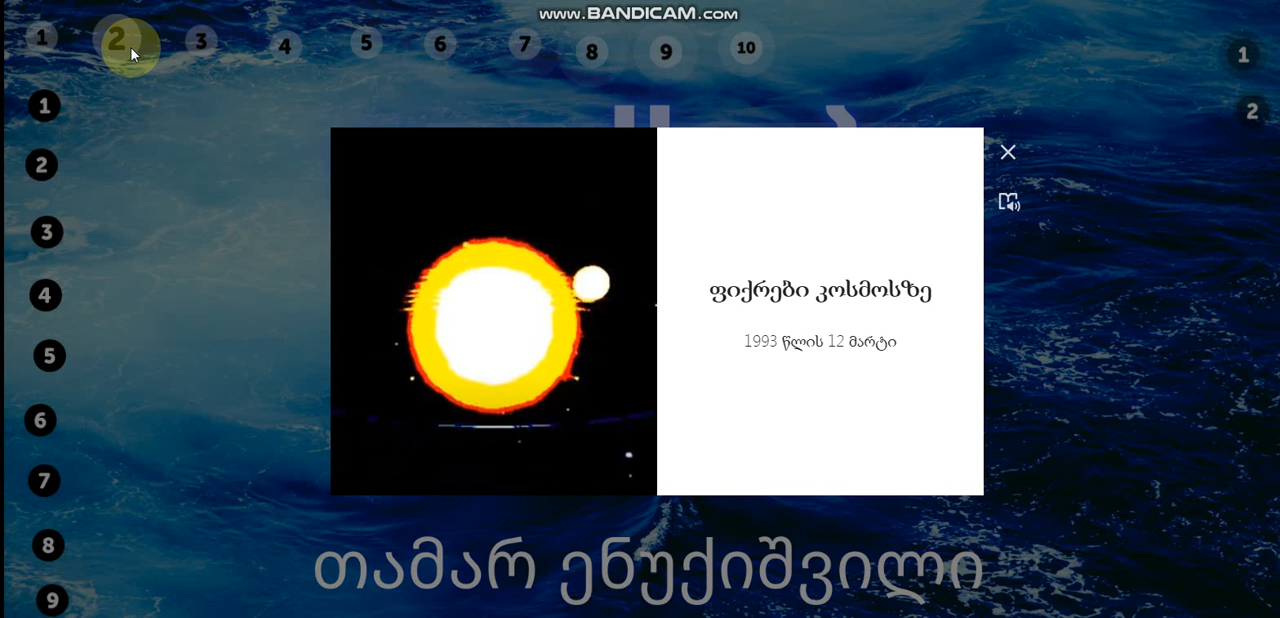 www.BANDICAM.com
1 2 3 4 5 6 7 8 9 10
1
1
2
2
3
4
5
6
7
8
9
ფიქრები კოსმოსზე
1993 წლის 12 მარტი
თამარ ენუქიშვილი